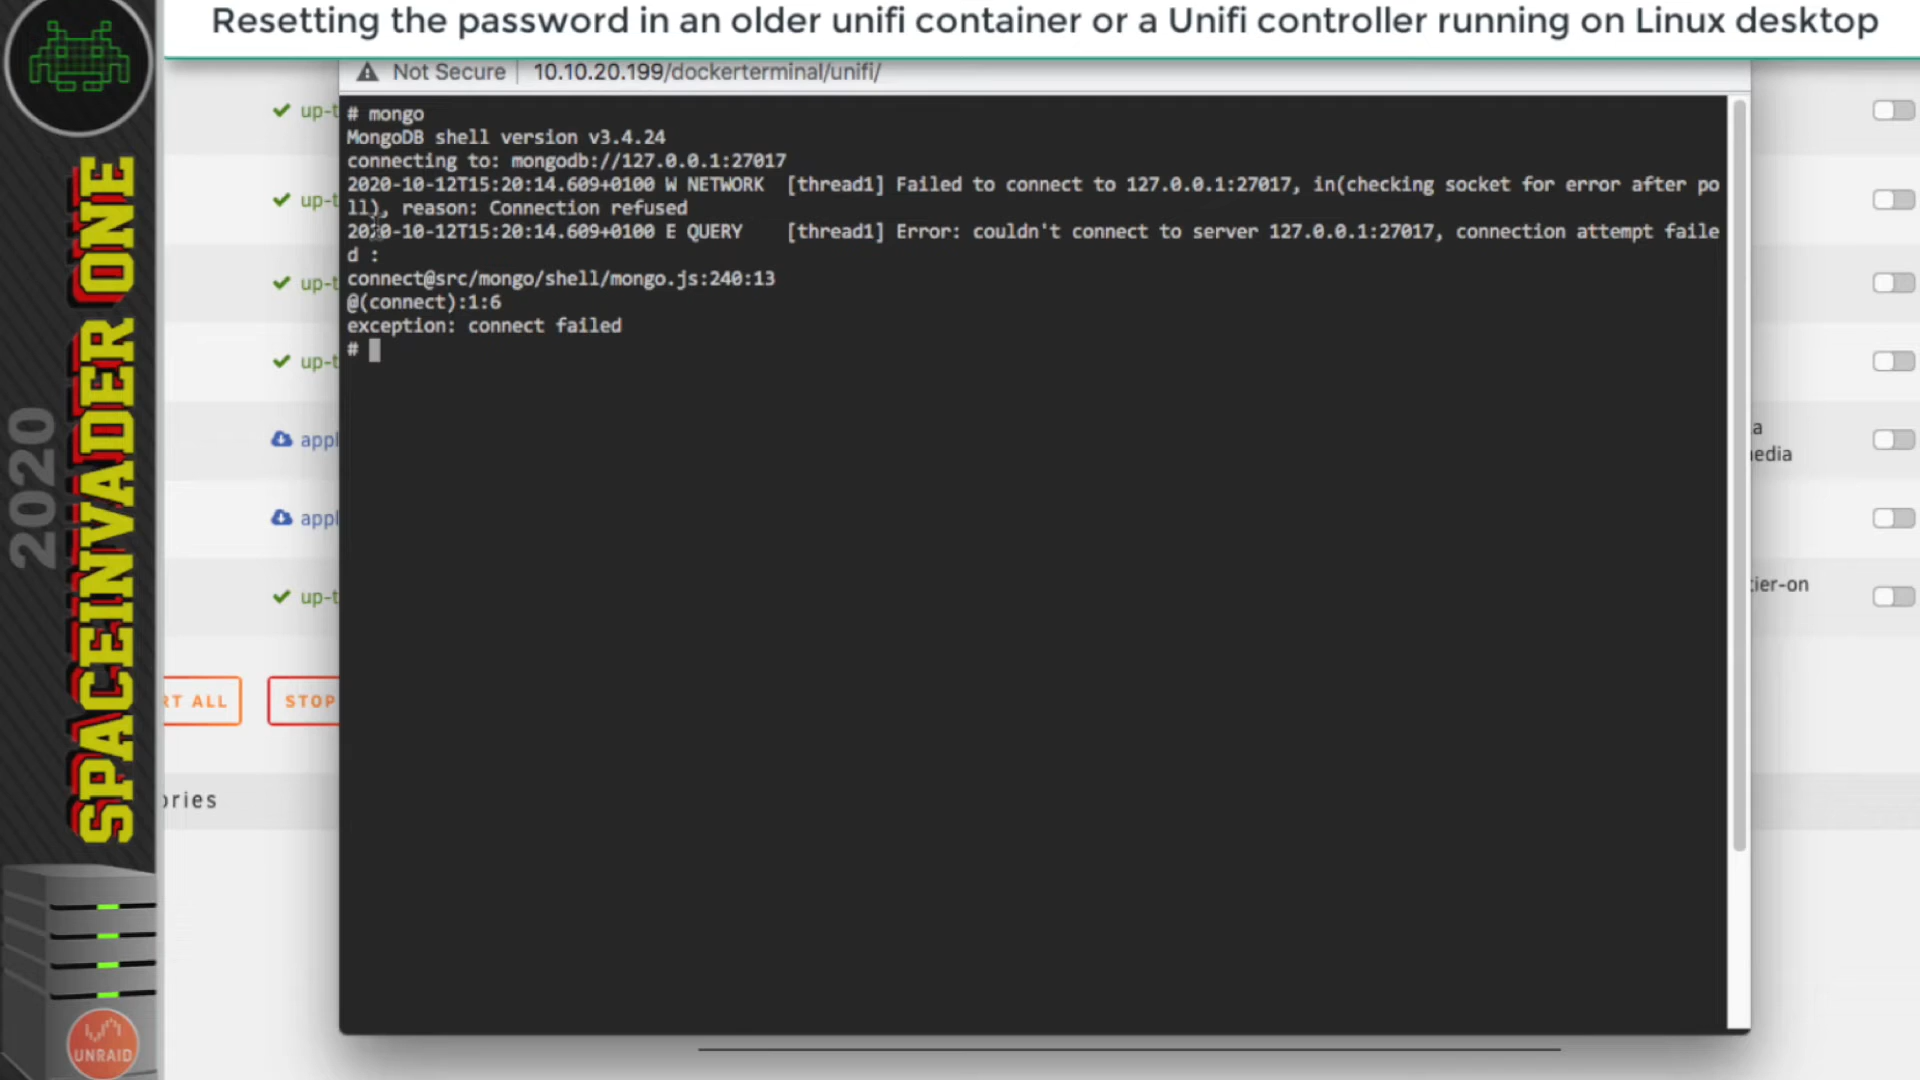 Resetting the password in an older unifi container or a Unifi controller running on Linux desktop
Not Secure | 10.10.20.199/dockerterminal/unifi/
# mongo
MongoDB shell version v3.4.24
connecting to: mongodb://127.0.0.1:27017
2020-10-12T15:20:14.609+0100 W NETWORK  [thread1] Failed to connect to 127.0.0.1:27017, in(checking socket for error after po
ll), reason: Connection refused
2020-10-12T15:20:14.609+0100 E QUERY    [thread1] Error: couldn't connect to server 127.0.0.1:27017, connection attempt faile
d :
connect@src/mongo/shell/mongo.js:240:13
@(connect):1:6
exception: connect failed
#
up-t
up-t
up-t
up-t
appl
appl
up-t
a
edia
tier-on
RT ALL
STOP
ories
2020
SPACEINVADER ONE
UNRAID